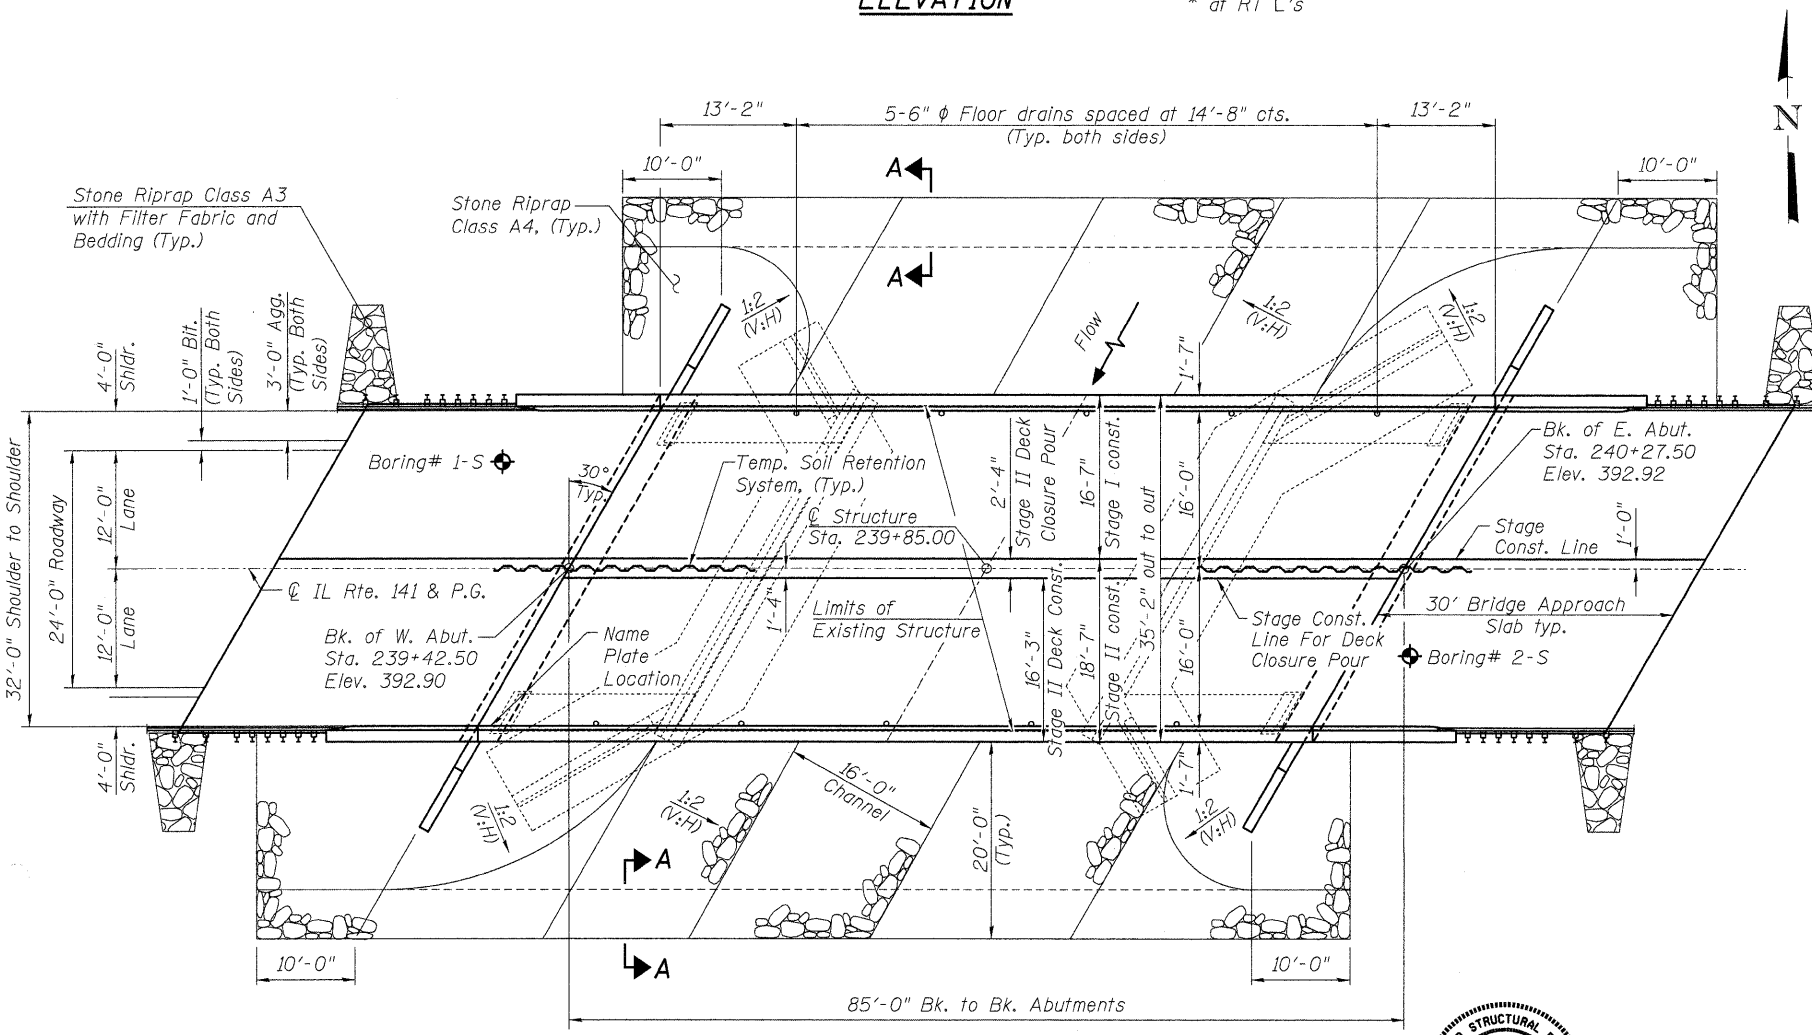 ELEVATION
* at RT L's
N
13'-2"
5-6" ϕ Floor drains spaced at 14'-8" cts.
(Typ. both sides)
13'-2"
10'-0"
A
10'-0"
Stone Riprap Class A3
with Filter Fabric and
Bedding (Typ.)
Stone Riprap
Class A4, (Typ.)
A
1:2
(V:H)
1:2
(V:H)
1:2
(V:H)
Flow
4'-0"
Shldr.
1'-0" Bit.
(Typ. Both
Sides)
3'-0" Agg.
(Typ. Both
Sides)
1'-7"
Boring# 1-S
30°
Typ.
Temp. Soil Retention
System, (Typ.)
℄ Structure
Sta. 239+85.00
2'-4"
Stage II Deck
Closure Pour
16'-7"
Stage I const.
35'-2" out to out
16'-0"
Bk. of E. Abut.
Sta. 240+27.50
Elev. 392.92
Stage
Const. Line
1'-0"
32'-0" Shoulder to Shoulder
24'-0" Roadway
12'-0"
Lane
12'-0"
Lane
℄ IL Rte. 141 & P.G.
Bk. of W. Abut.
Sta. 239+42.50
Elev. 392.90
Name
Plate
Location
1'-4"
Limits of
Existing Structure
16'-3"
Stage II Deck Const.
18'-7"
Stage II const.
16'-0"
Stage Const.
Line For Deck
Closure Pour
30' Bridge Approach
Slab typ.
Boring# 2-S
4'-0"
Shldr.
1:2
(V:H)
1:2
(V:H)
16'-0"
Channel
20'-0"
(Typ.)
1'-7"
1:2
(V:H)
A
A
10'-0"
10'-0"
85'-0" Bk. to Bk. Abutments
STRUCTURAL